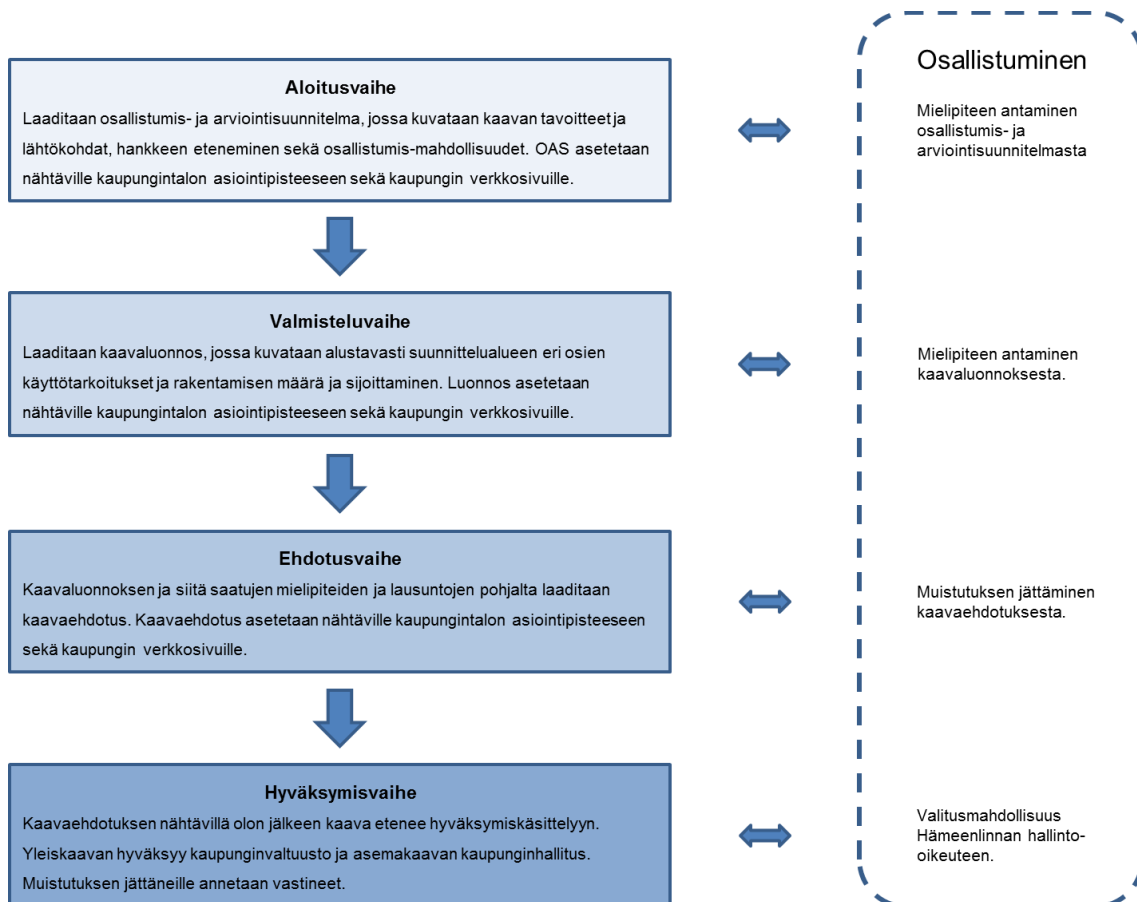 Aloitusvaihe
Laaditaan osallistumis- ja arviointisuunnitelma, jossa kuvataan kaavan tavoitteet ja
lähtökohdat, hankkeen eteneminen sekä osallistumis-mahdollisuudet. OAS asetetaan
nähtäville kaupungintalon asiointipisteeseen sekä kaupungin verkkosivuille.
Valmisteluvaihe
Laaditaan kaavaluonnos, jossa kuvataan alustavasti suunnittelualueen eri osien
käyttötarkoitukset ja rakentamisen määrä ja sijoittaminen. Luonnos asetetaan
nähtäville kaupungintalon asiointipisteeseen sekä kaupungin verkkosivuille.
Ehdotusvaihe
Kaavaluonnoksen ja siitä saatujen mielipiteiden ja lausuntojen pohjalta laaditaan
kaavaehdotus. Kaavaehdotus asetetaan nähtäville kaupungintalon asiointipisteeseen
sekä kaupungin verkkosivuille.
Hyväksymisvaihe
Kaavaehdotuksen nähtävillä olon jälkeen kaava etenee hyväksymiskäsittelyyn.
Yleiskaavan hyväksyy kaupunginvaltuusto ja asemakaavan kaupunginhallitus.
Muistutuksen jättäneille annetaan vastineet.
Osallistuminen
Mielipiteen antaminen
osallistumis- ja
arviointisuunnitelmasta
Mielipiteen antaminen
kaavaluonnoksesta.
Muistutuksen jättäminen
kaavaehdotuksesta.
Valitusmahdollisuus
Hämeenlinnan hallinto-
oikeuteen.